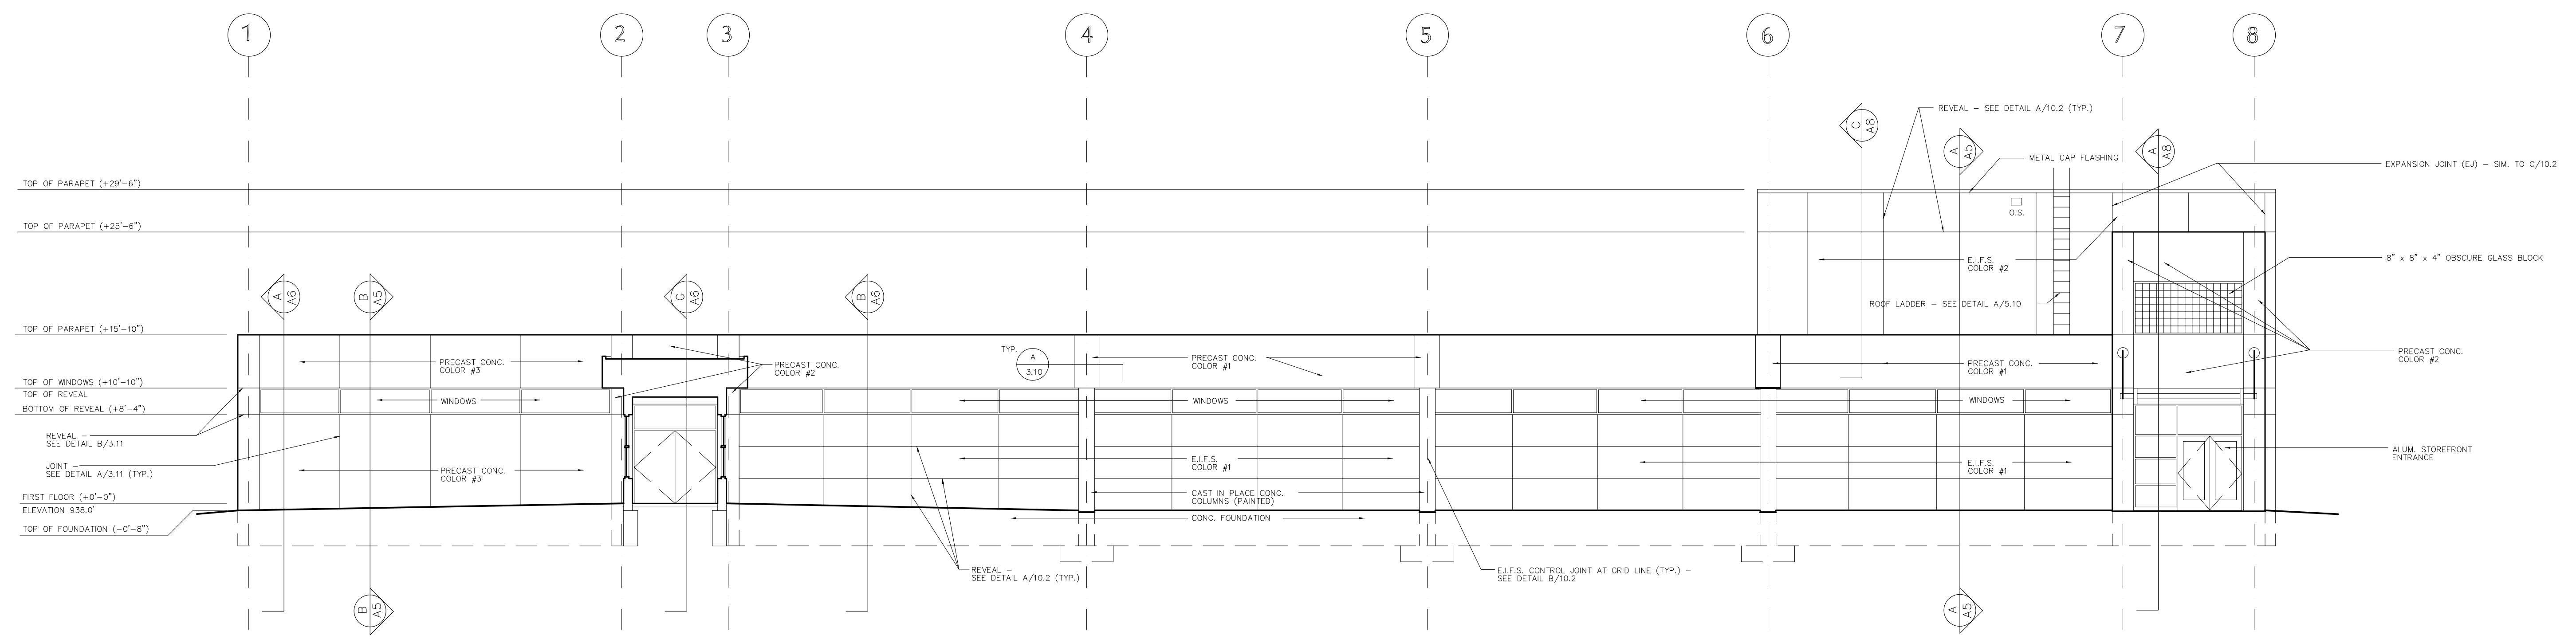 1
2
3
4
5
6
7
8
C
A8
REVEAL – SEE DETAIL A/10.2 (TYP.)
A
A5
A
A8
METAL CAP FLASHING
EXPANSION JOINT (EJ) – SIM. TO C/10.2
TOP OF PARAPET (+29'–6")
O.S.
TOP OF PARAPET (+25'–6")
E.I.F.S.
COLOR #2
8" x 8" x 4" OBSCURE GLASS BLOCK
A
A6
B
A5
G
A6
B
A6
ROOF LADDER – SEE DETAIL A/5.10
TOP OF PARAPET (+15'–10")
PRECAST CONC.
COLOR #3
PRECAST CONC.
COLOR #2
TYP.
A
3.10
PRECAST CONC.
COLOR #1
PRECAST CONC.
COLOR #1
PRECAST CONC.
COLOR #2
TOP OF WINDOWS (+10'–10")
TOP OF REVEAL
BOTTOM OF REVEAL (+8'–4")
WINDOWS
WINDOWS
WINDOWS
REVEAL –
SEE DETAIL B/3.11
JOINT –
SEE DETAIL A/3.11 (TYP.)
PRECAST CONC.
COLOR #3
E.I.F.S.
COLOR #1
E.I.F.S.
COLOR #1
ALUM. STOREFRONT
ENTRANCE
FIRST FLOOR (+0'–0")
ELEVATION 938.0'
TOP OF FOUNDATION (–0'–8")
CAST IN PLACE CONC.
COLUMNS (PAINTED)
CONC. FOUNDATION
REVEAL –
SEE DETAIL A/10.2 (TYP.)
E.I.F.S. CONTROL JOINT AT GRID LINE (TYP.) –
SEE DETAIL B/10.2
B
A5
A
A5